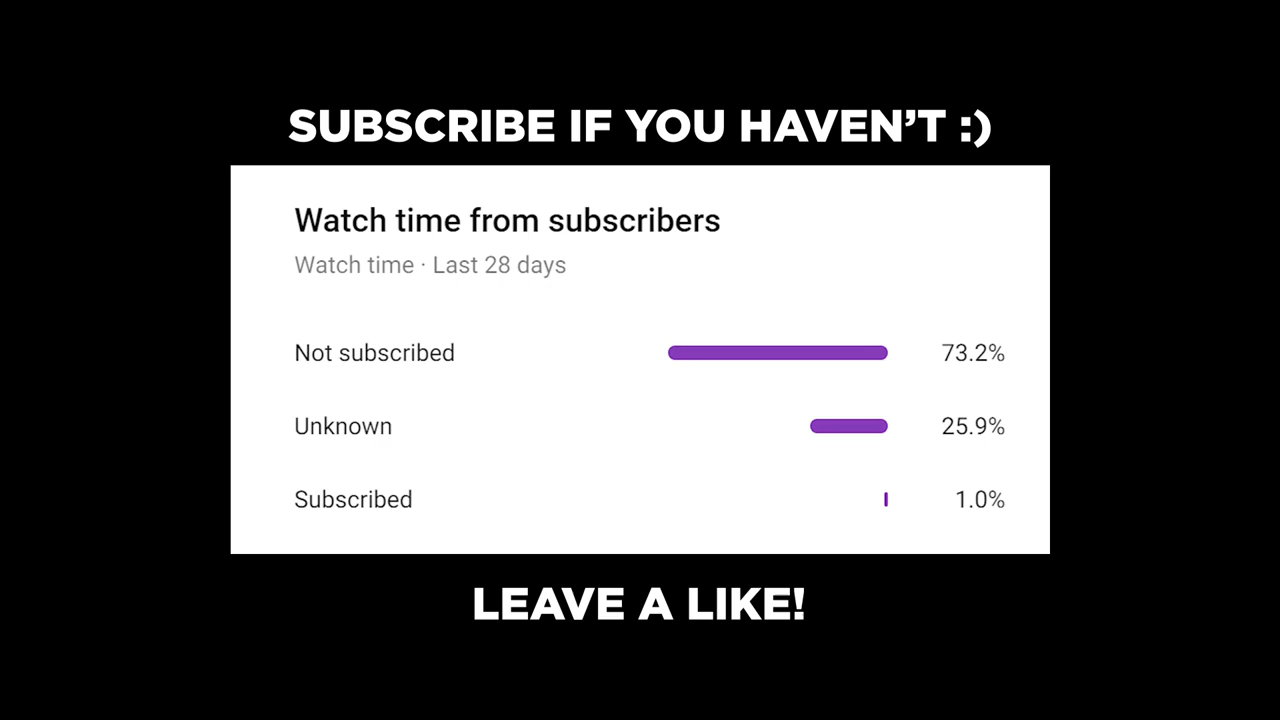 SUBSCRIBE IF YOU HAVEN’T :)
Watch time from subscribers
Watch time · Last 28 days
Not subscribed 73.2%
Unknown 25.9%
Subscribed 1.0%
LEAVE A LIKE!